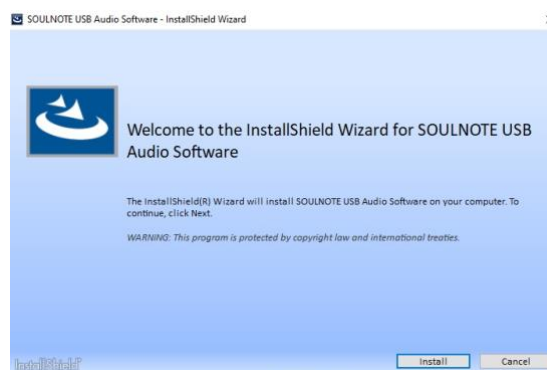 SOULNOTE USB Audio Software - InstallShield Wizard
Welcome to the InstallShield Wizard for SOULNOTE USB
Audio Software
The InstallShield(R) Wizard will install SOULNOTE USB Audio Software on your computer. To
continue, click Next.
WARNING: This program is protected by copyright law and international treaties.
InstallShield
Install Cancel